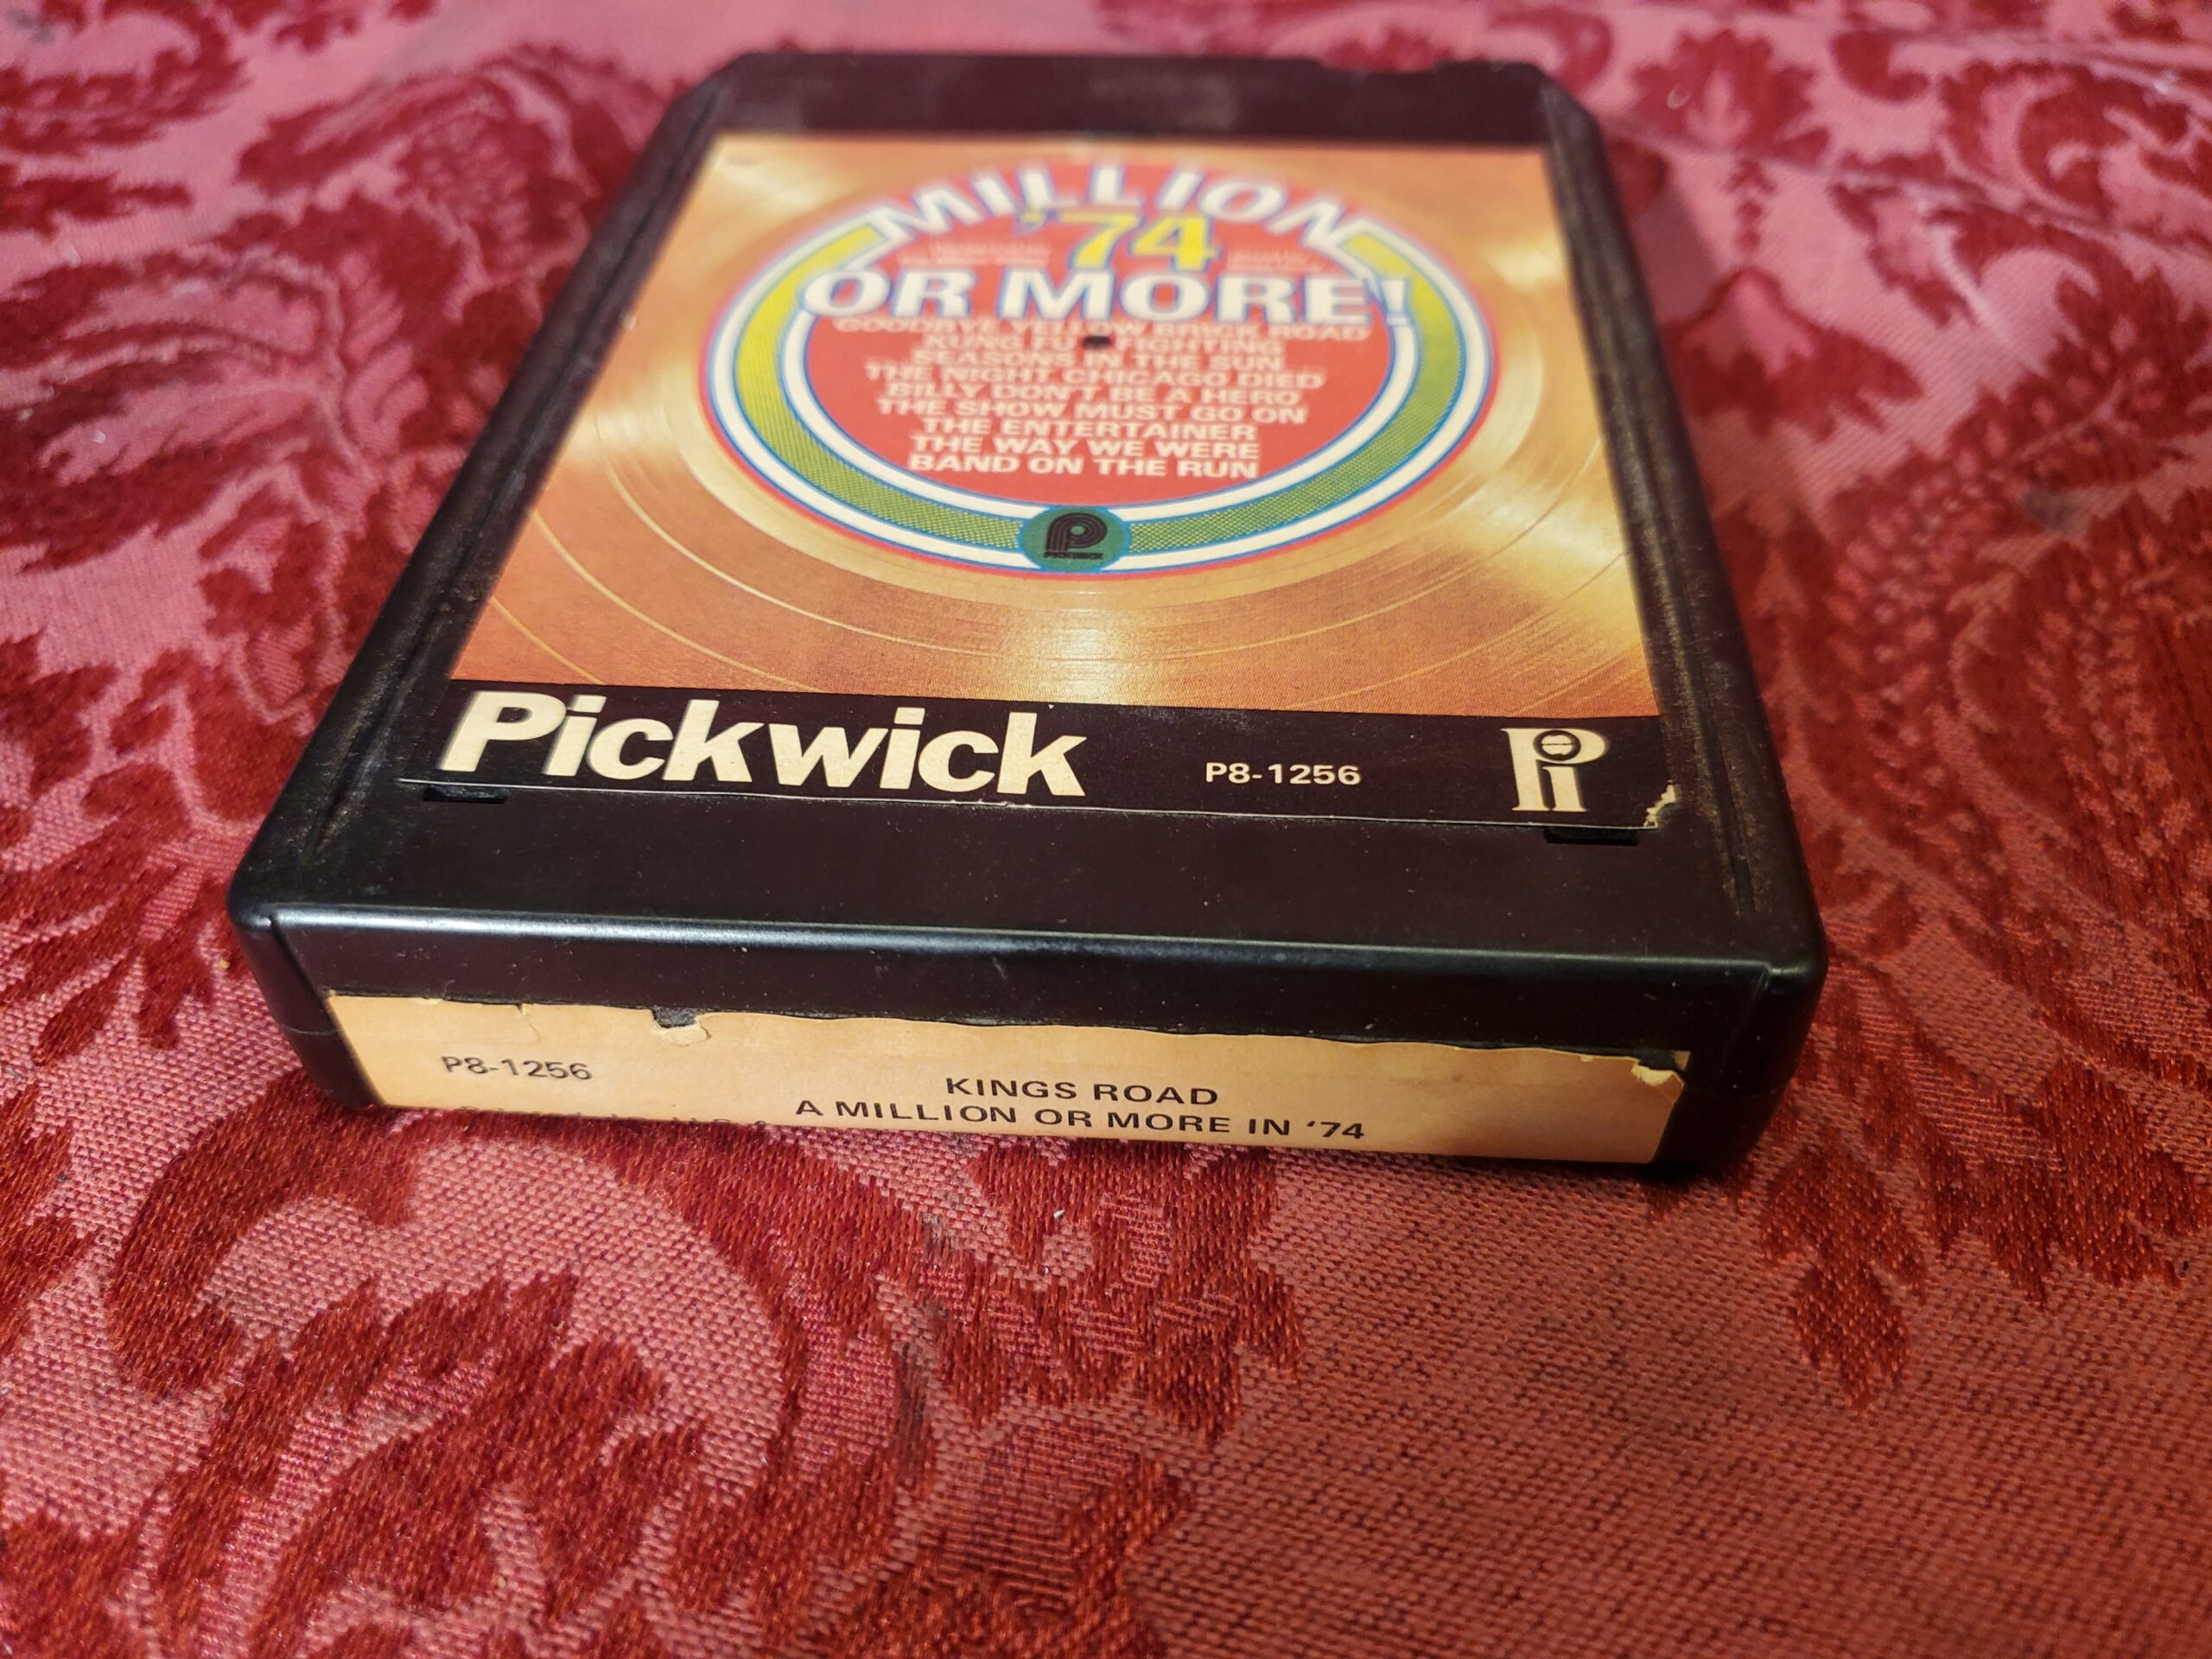 MILLION
'74
OR MORE!
GOODBYE YELLOW BRICK ROAD
KUNG FU FIGHTING
SEASONS IN THE SUN
THE NIGHT CHICAGO DIED
BILLY DON'T BE A HERO
THE SHOW MUST GO ON
THE ENTERTAINER
THE WAY WE WERE
BAND ON THE RUN
PICKWICK
Pickwick
P8-1256
Pi
P8-1256
KINGS ROAD
A MILLION OR MORE IN '74